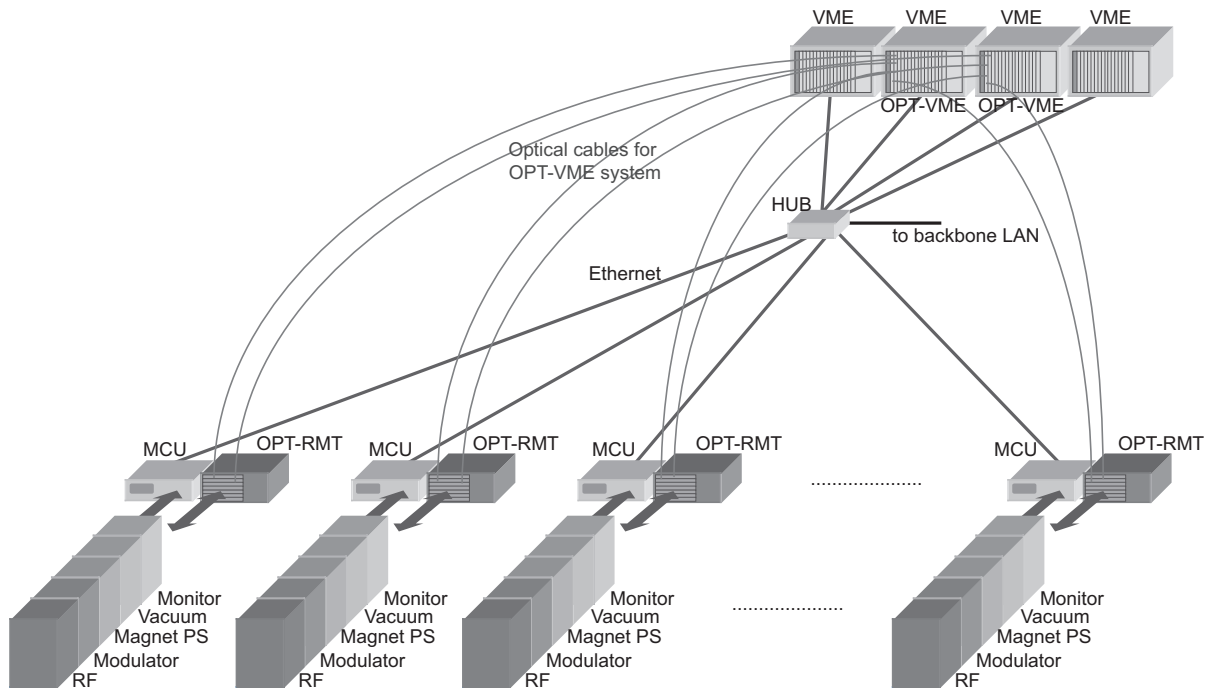 VME VME VME VME
OPT-VME OPT-VME
Optical cables for
OPT-VME system
HUB
to backbone LAN
Ethernet
MCU OPT-RMT MCU OPT-RMT MCU OPT-RMT MCU OPT-RMT
Monitor Monitor Monitor Monitor
Vacuum Vacuum Vacuum Vacuum
Magnet PS Magnet PS Magnet PS Magnet PS
Modulator Modulator Modulator Modulator
RF RF RF RF